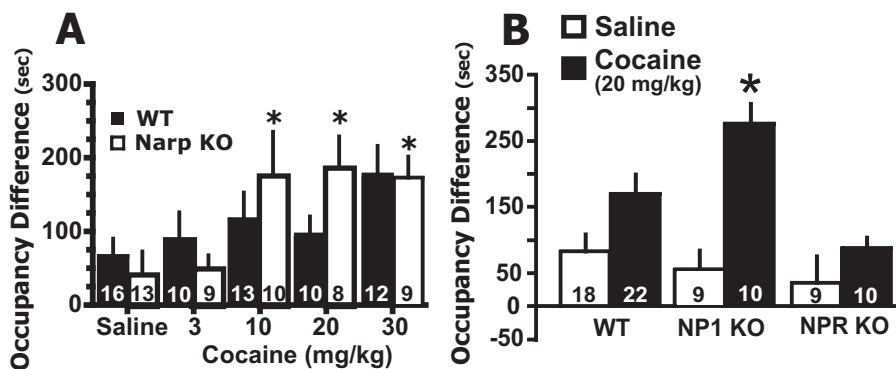 A
Occupancy Difference (sec)
300
200
100
0
WT
Narp KO
*
*
*
16 13 10 9 13 10 10 8 12 9
Saline 3 10 20 30
Cocaine (mg/kg)
B
Saline
Cocaine
(20 mg/kg)
Occupancy Difference (sec)
350
250
150
50
0
-50
*
18 22 9 10 9 10
WT NP1 KO NPR KO